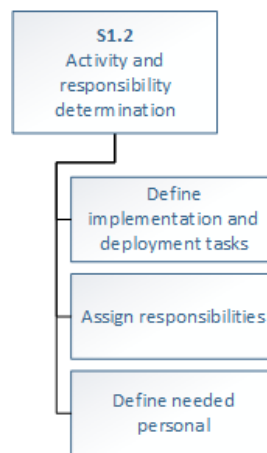 S1.2
Activity and
responsibility
determination
Define
implementation and
deployment tasks
Assign responsibilities
Define needed
personal